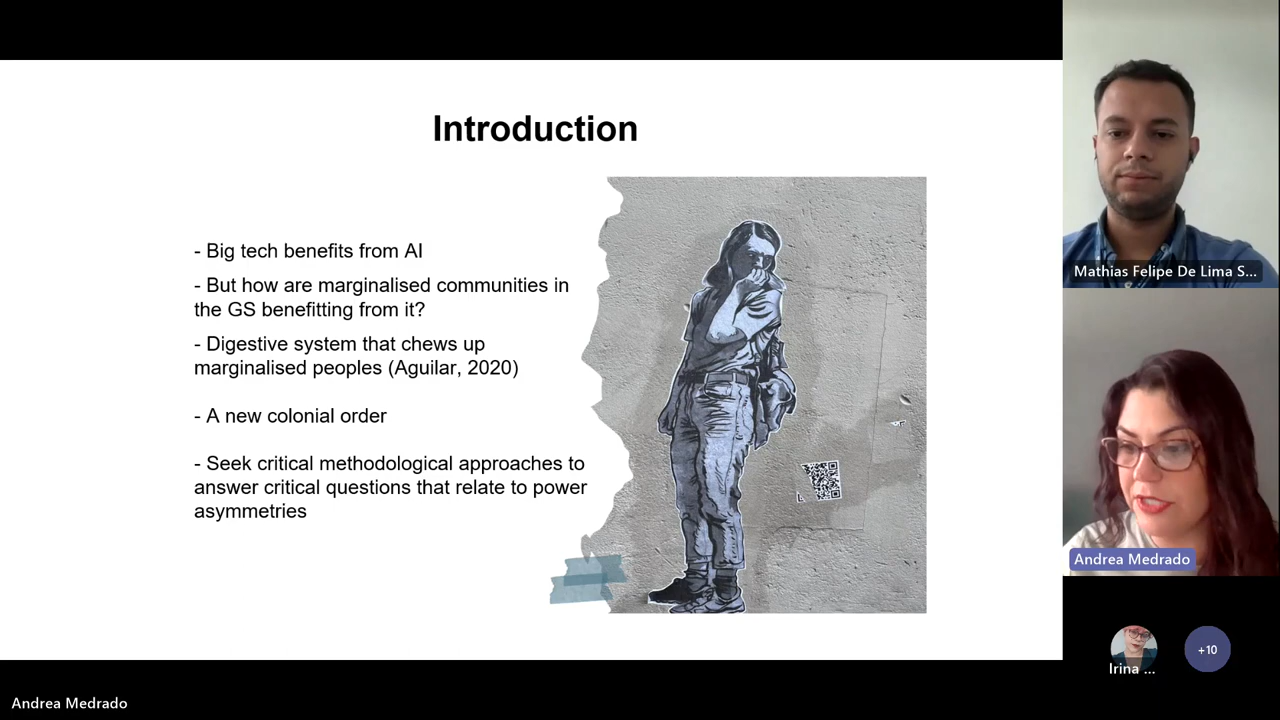 Introduction
- Big tech benefits from AI
- But how are marginalised communities in
the GS benefitting from it?
- Digestive system that chews up
marginalised peoples (Aguilar, 2020)
- A new colonial order
- Seek critical methodological approaches to
answer critical questions that relate to power
asymmetries
Mathias Felipe De Lima S...
Andrea Medrado
Irina ...
+10
Andrea Medrado